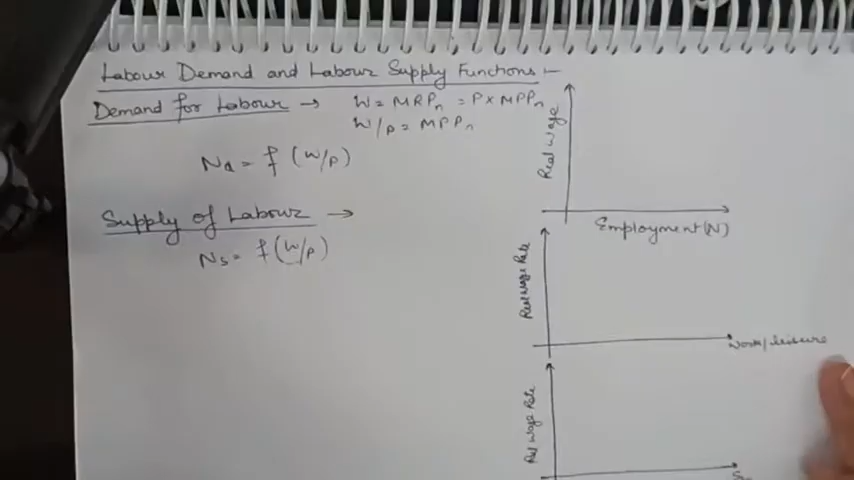 Labour Demand and Labour Supply Functions :-
Demand for Labour → W = MRPn = P × MPPn
W/P = MPPn
Nd = f (W/P)
Real Wage
Employment (N)
Supply of Labour →
Ns = f (W/P)
Real Wage Rate
Work/leisure
Real Wage Rate